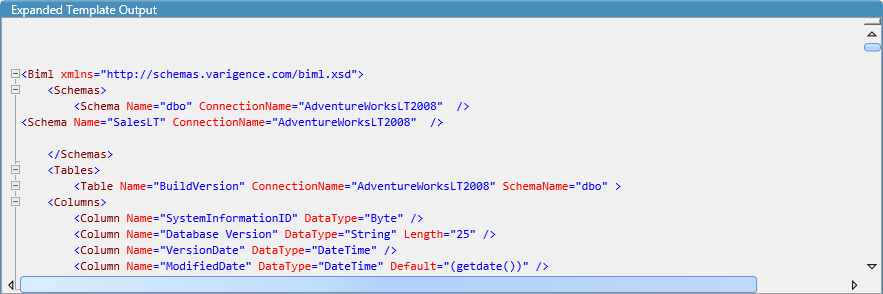 Expanded Template Output
<Biml xmlns="http://schemas.varigence.com/biml.xsd">
<Schemas>
<Schema Name="dbo" ConnectionName="AdventureWorksLT2008"  />
<Schema Name="SalesLT" ConnectionName="AdventureWorksLT2008"  />
</Schemas>
<Tables>
<Table Name="BuildVersion" ConnectionName="AdventureWorksLT2008" SchemaName="dbo" >
<Columns>
<Column Name="SystemInformationID" DataType="Byte" />
<Column Name="Database Version" DataType="String" Length="25" />
<Column Name="VersionDate" DataType="DateTime" />
<Column Name="ModifiedDate" DataType="DateTime" Default="(getdate())" />